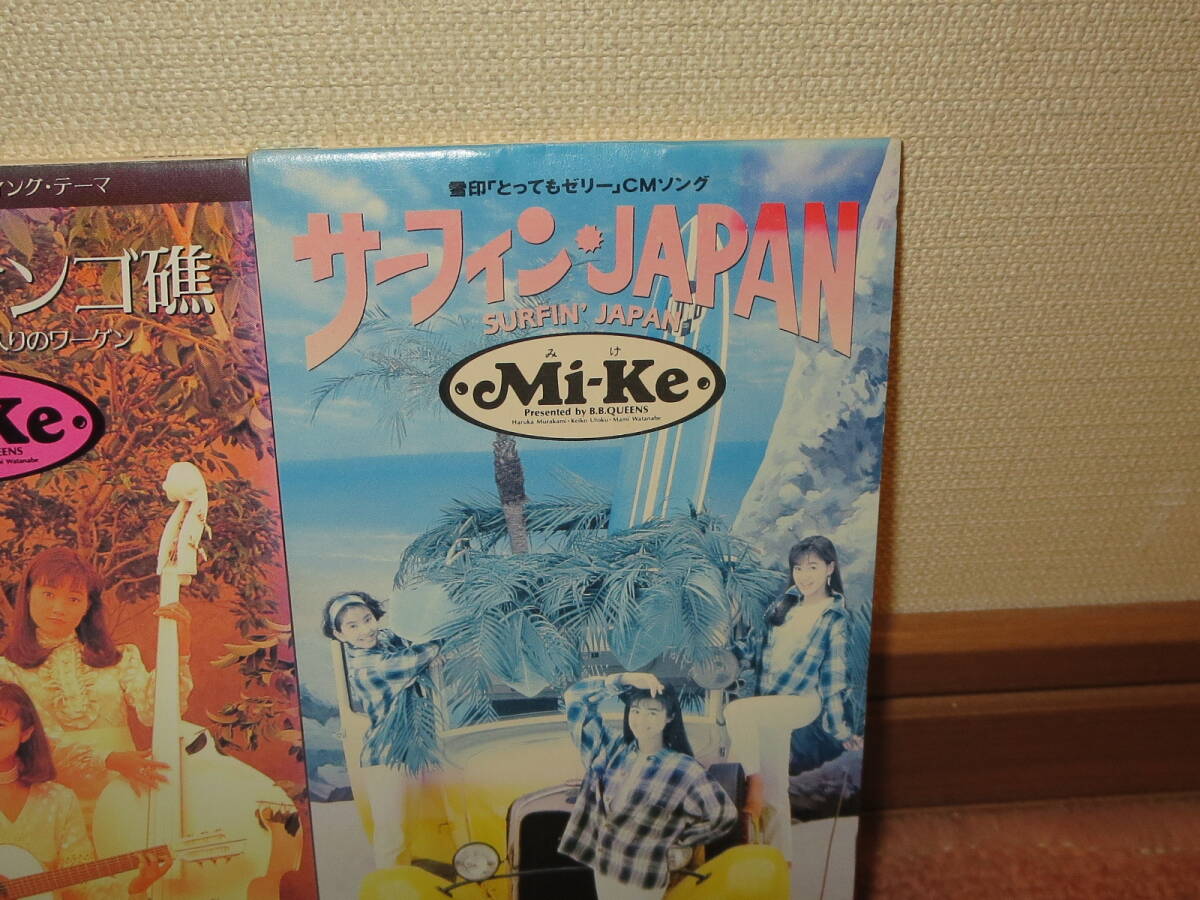 ィング・テーマ
ンゴ礁
入りのワーゲン
Ke
EENS
Watanabe
雪印「とってもゼリー」CMソング
サーフィン・JAPAN
SURFIN' JAPAN
みけ
Mi-Ke
Presented by B.B.QUEENS
Haruka Murakami・Keiko Utoku・Mami Watanabe